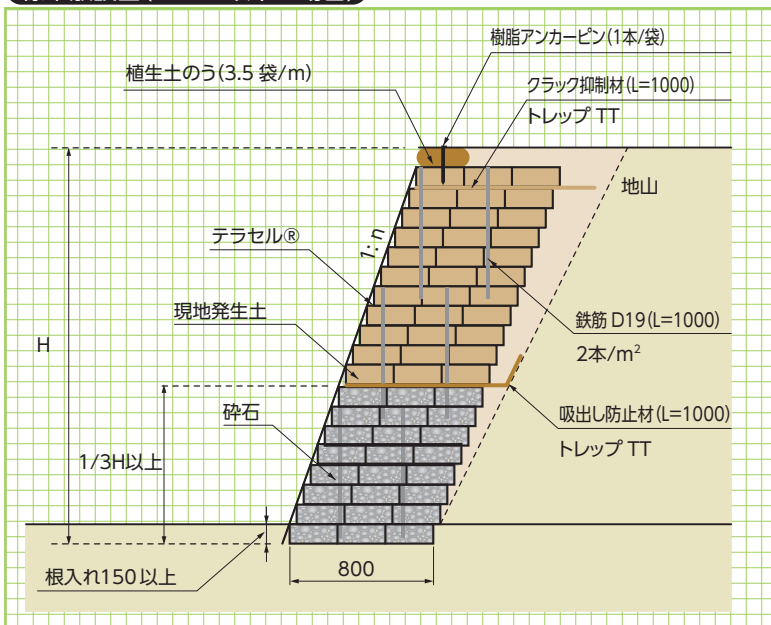 樹脂アンカーピン(1本/袋)
植生土のう(3.5 袋/m)
クラック抑制材(L=1000)
トレップ TT
地山
テラセル®
1: n
現地発生土
H
鉄筋 D19(L=1000)
2本/m²
砕石
吸出し防止材(L=1000)
トレップ TT
1/3H以上
根入れ150以上
800